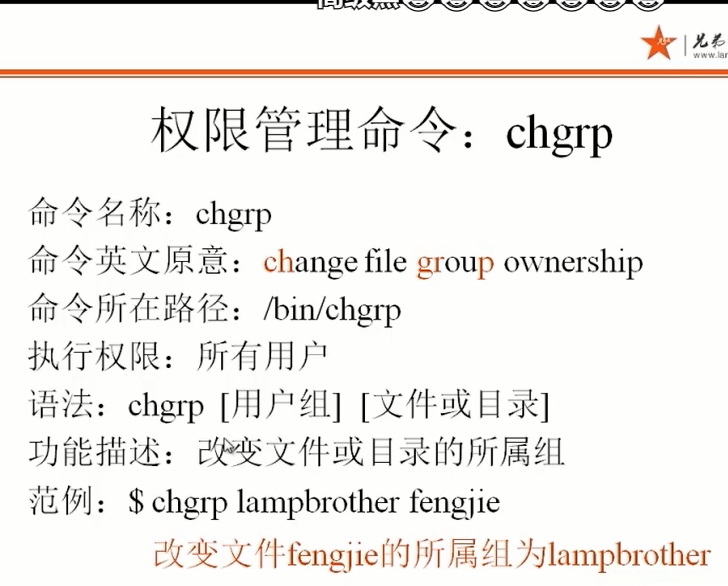 兄弟
权限管理命令：chgrp
命令名称：chgrp
命令英文原意：change file group ownership
命令所在路径：/bin/chgrp
执行权限：所有用户
语法：chgrp [用户组] [文件或目录]
功能描述：改变文件或目录的所属组
范例：$ chgrp lampbrother fengjie
改变文件fengjie的所属组为lampbrother